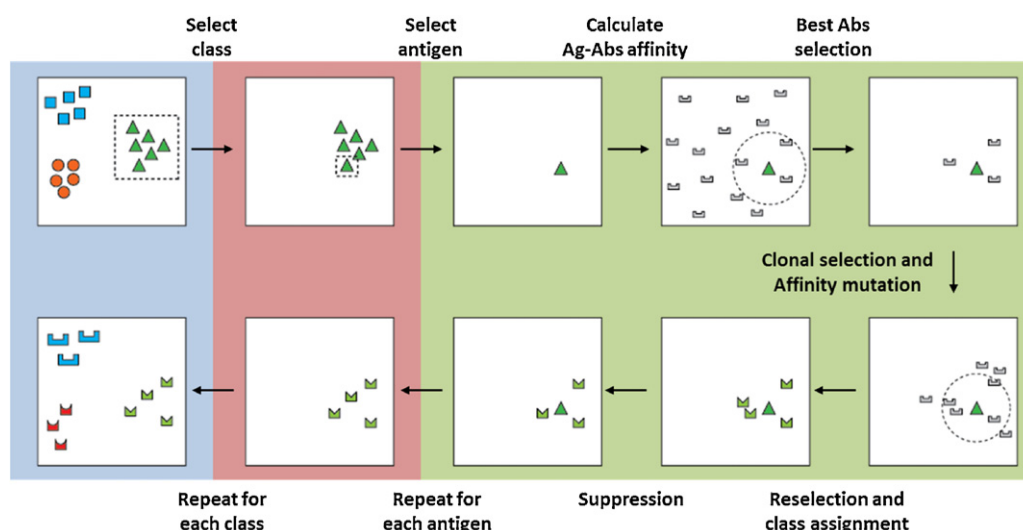 Select
class
Select
antigen
Calculate
Ag-Abs affinity
Best Abs
selection
Clonal selection and
Affinity mutation
Repeat for
each class
Repeat for
each antigen
Suppression
Reselection and
class assignment